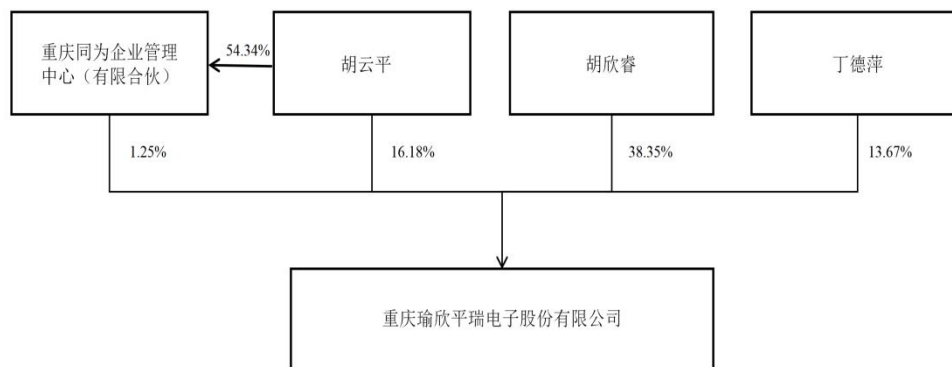 重庆同为企业管理
中心（有限合伙）
54.34%
胡云平
胡欣睿
丁德萍
1.25%
16.18%
38.35%
13.67%
重庆瑜欣平瑞电子股份有限公司